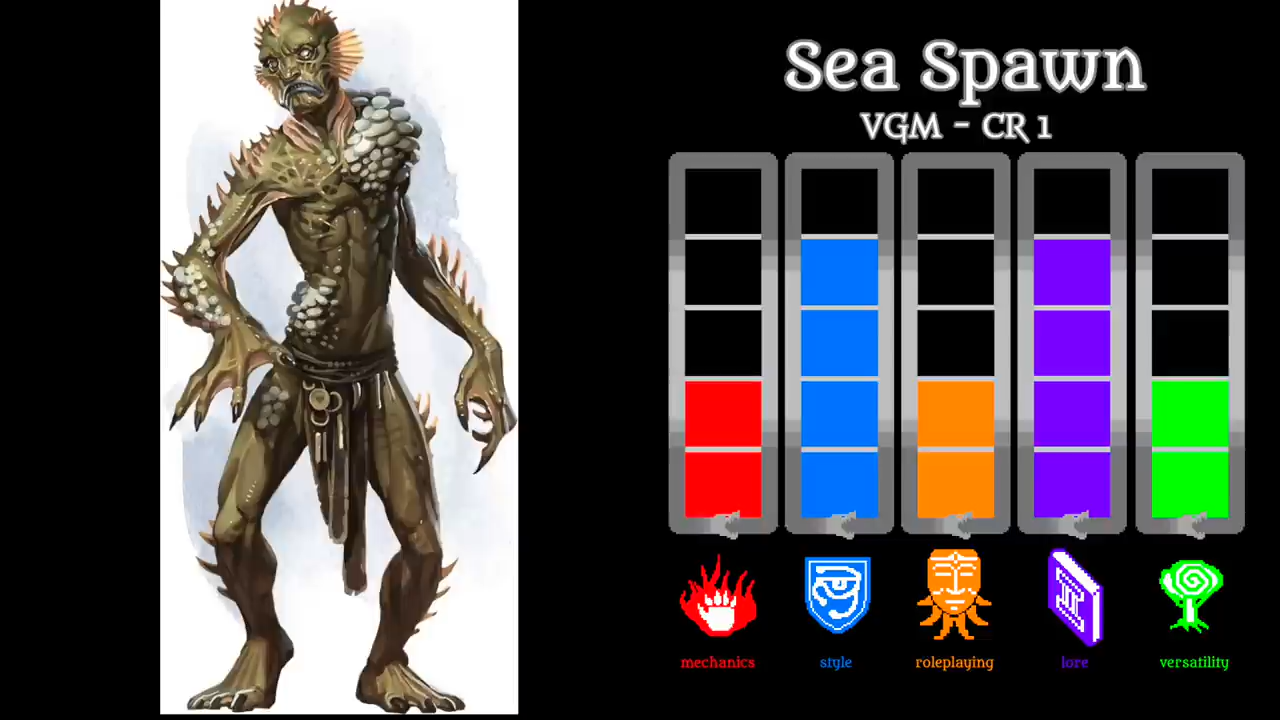 Sea Spawn
VGM - CR 1
mechanics
style
roleplaying
lore
versatility